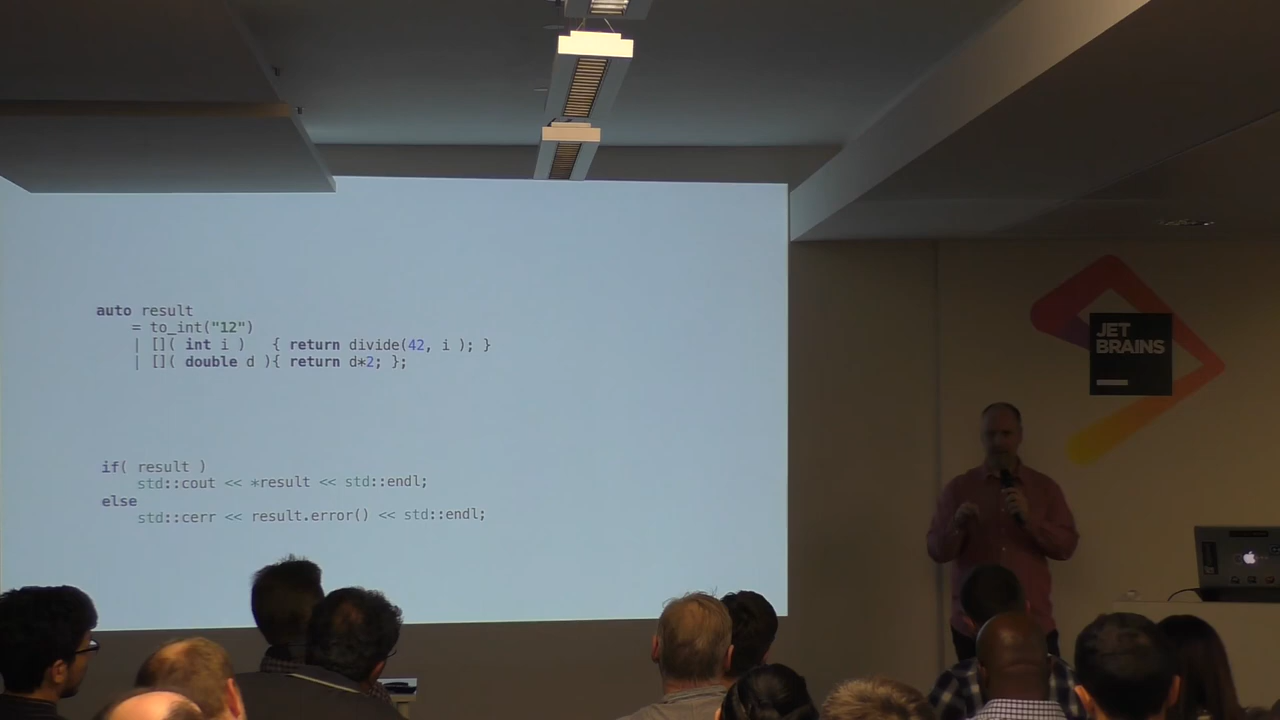 auto result
= to_int("12")
| []( int i ) { return divide(42, i ); }
| []( double d ){ return d*2; };
if( result )
std::cout << *result << std::endl;
else
std::cerr << result.error() << std::endl;
JET
BRAINS